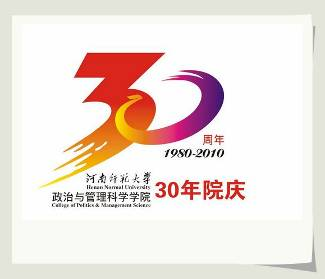 30
周年
1980-2010
河南师范大学
Henan Normal University
政治与管理科学学院
College of Politics & Management Science
30年院庆